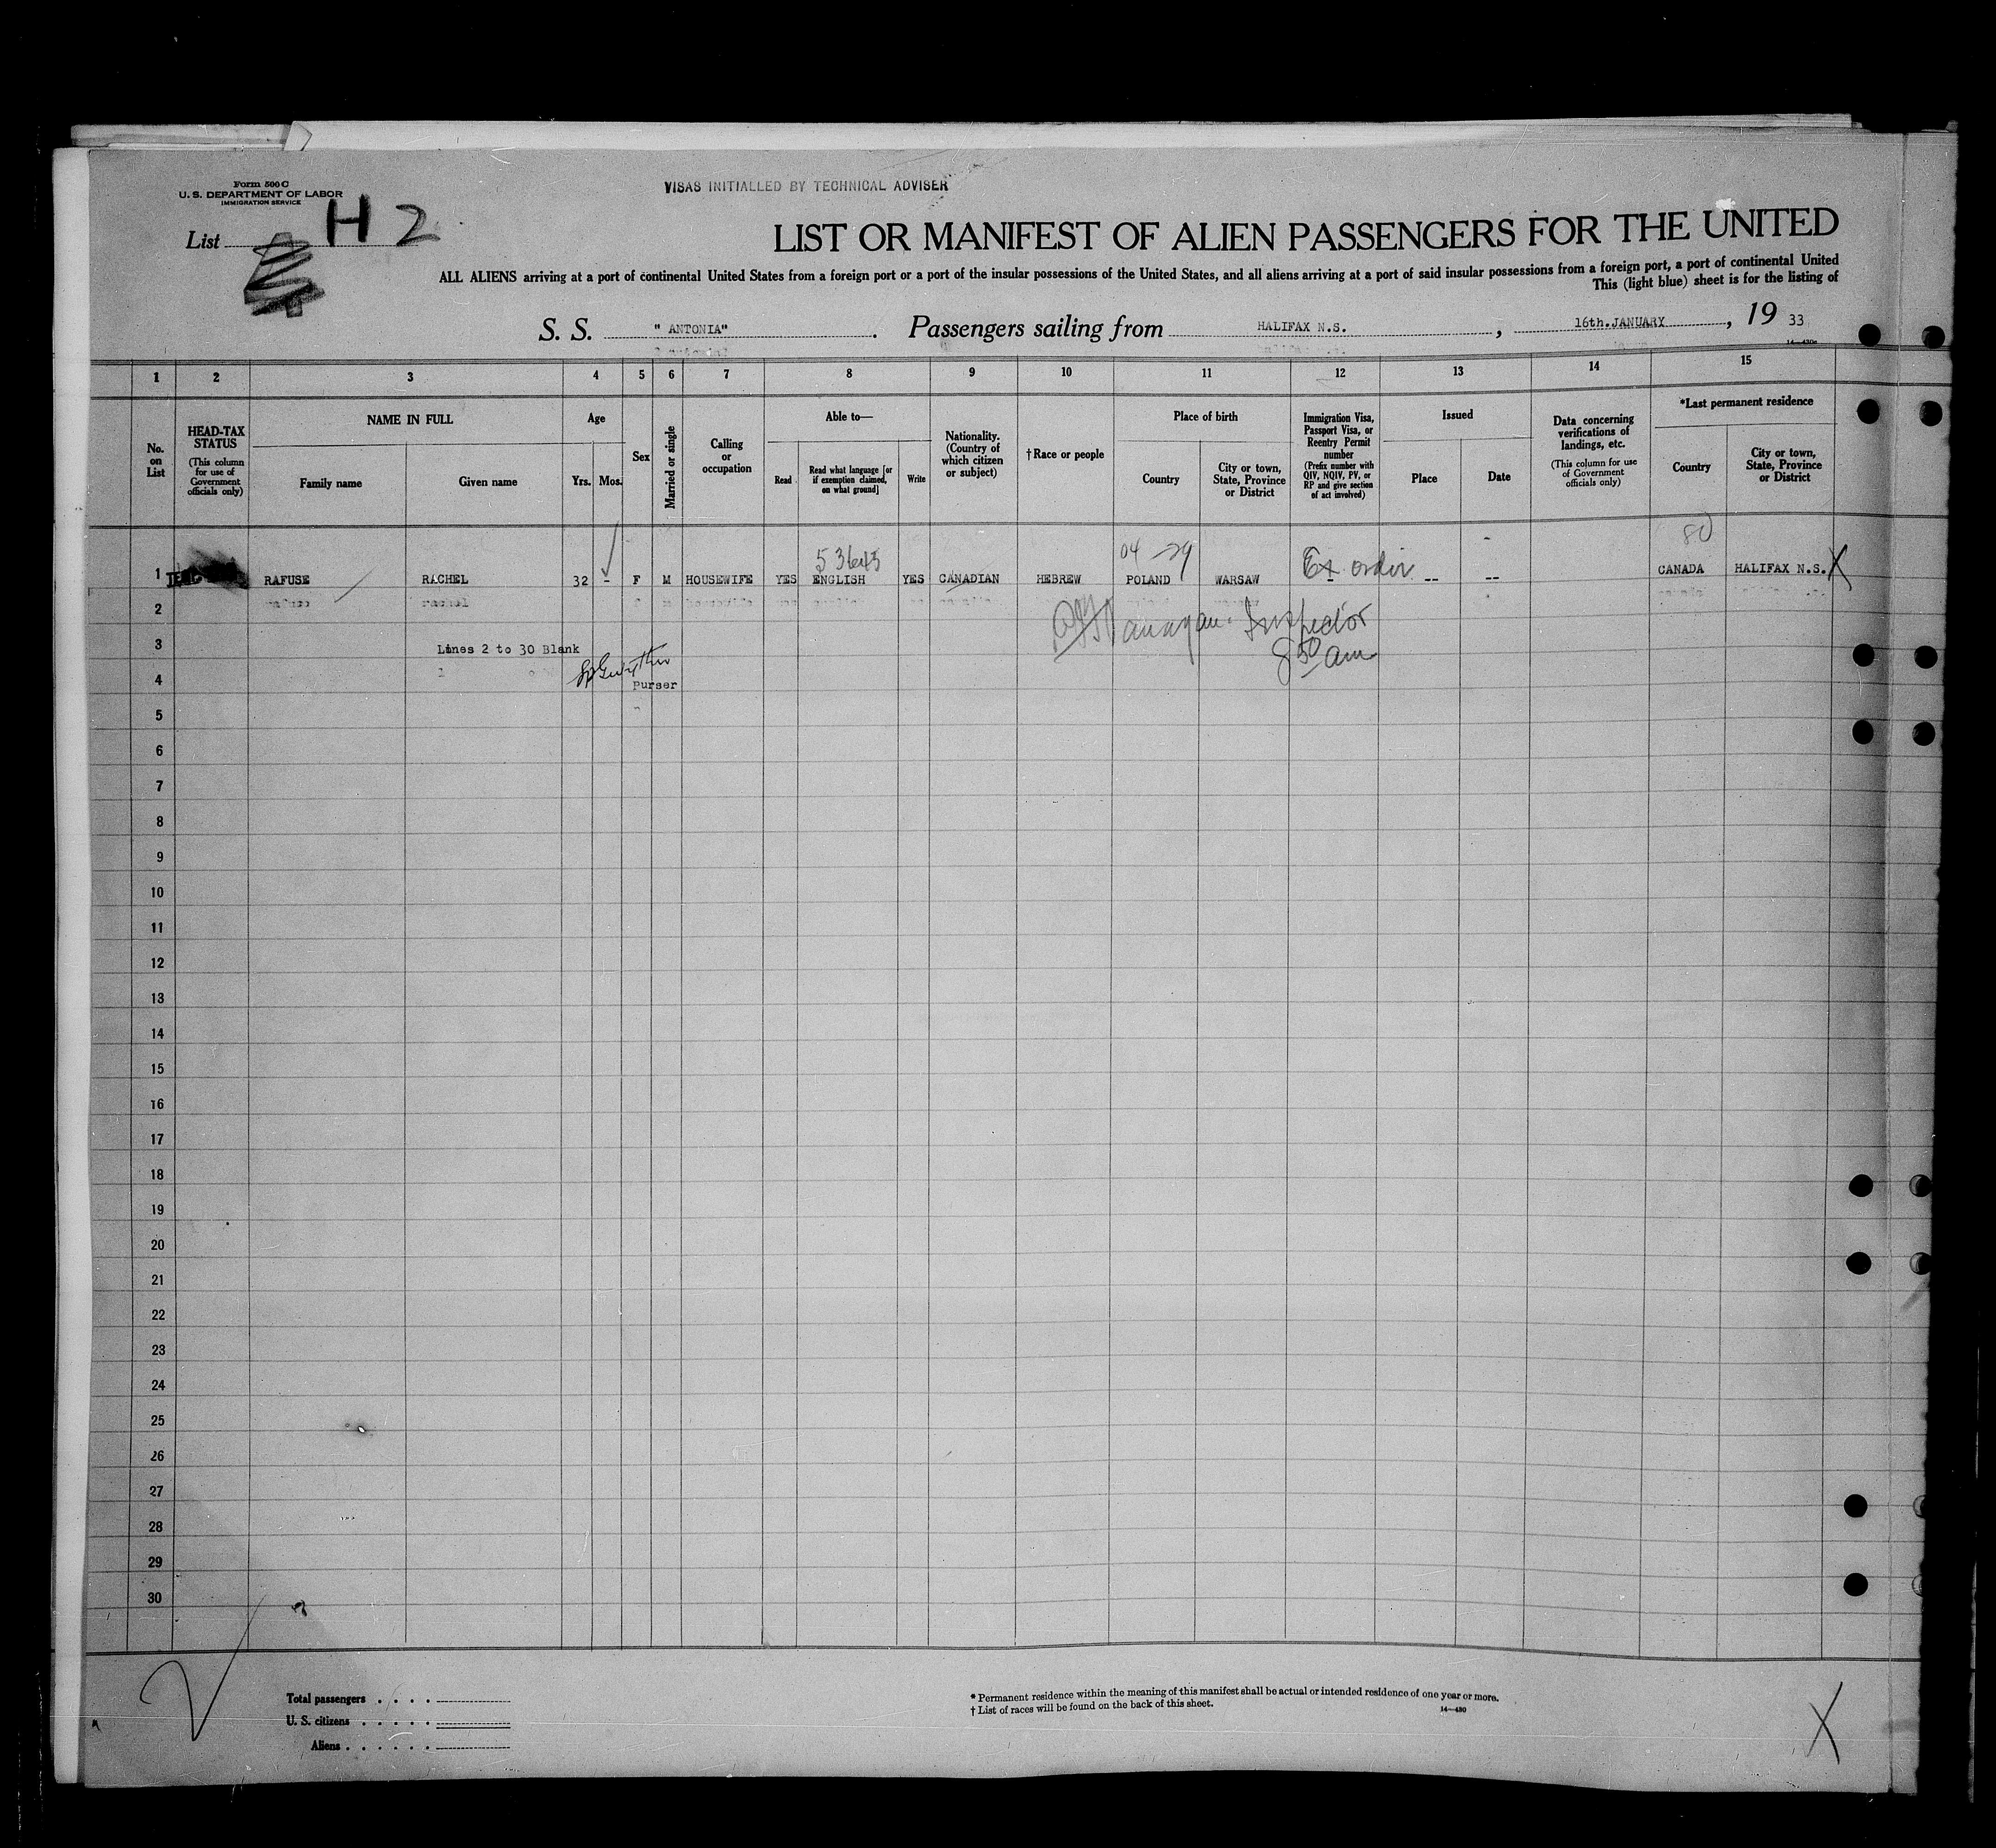 Form 500 C
U. S. DEPARTMENT OF LABOR
IMMIGRATION SERVICE
VISAS INITIALLED BY TECHNICAL ADVISER
List H 2
LIST OR MANIFEST OF ALIEN PASSENGERS FOR THE UNITED
ALL ALIENS arriving at a port of continental United States from a foreign port or a port of the insular possessions of the United States, and all aliens arriving at a port of said insular possessions from a foreign port, a port of continental United
This (light blue) sheet is for the listing of
S. S. "ANTONIA". Passengers sailing from HALIFAX N.S., 16th.JANUARY, 19 33
1 2 3 4 5 6 7 8 9 10 11 12 13 14 15
No. on List
HEAD-TAX STATUS
(This column for use of Government officials only)
NAME IN FULL
Family name
Given name
Age
Yrs.
Mos.
Sex
Married or single
Calling or occupation
Able to—
Read
Read what language [or if exemption claimed, on what ground]
Write
Nationality. (Country of which citizen or subject)
†Race or people
Place of birth
Country
City or town, State, Province or District
Immigration Visa, Passport Visa, or Reentry Permit number
(Prefix number with QIV, NQIV, PV, or RP and give section of act involved)
Issued
Place
Date
Data concerning verifications of landings, etc.
(This column for use of Government officials only)
*Last permanent residence
Country
City or town, State, Province or District
80
04 -29
1 RAFUSE RACHEL 32 - F M HOUSEWIFE YES ENGLISH YES CANADIAN HEBREW POLAND WARSAW Ex order -- -- CANADA HALIFAX N.S. X
2
Inspector
3 Lines 2 to 30 Blank
8 50 am
4
Purser
5
6
7
8
9
10
11
12
13
14
15
16
17
18
19
20
21
22
23
24
25
26
27
28
29
30
Total passengers . . . .
U. S. citizens . . . . .
Aliens . . . . . .
* Permanent residence within the meaning of this manifest shall be actual or intended residence of one year or more.
† List of races will be found on the back of this sheet.
14—430
X